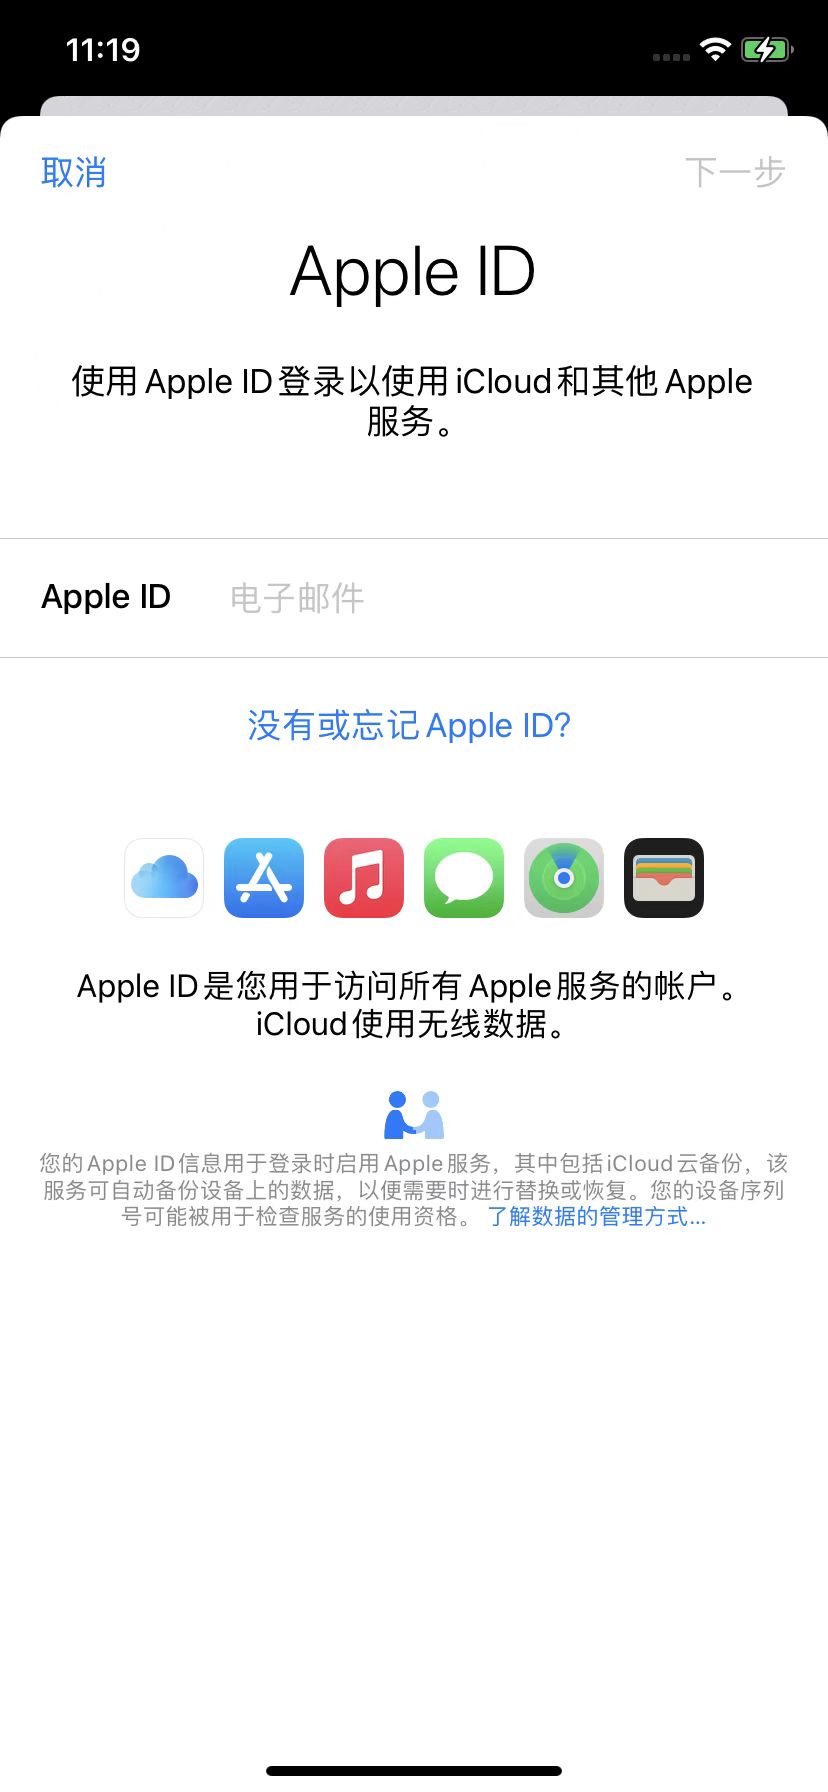 11:19
取消
下一步
Apple ID
使用 Apple ID 登录以使用 iCloud 和其他 Apple
服务。
Apple ID
电子邮件
没有或忘记 Apple ID?
Apple ID 是您用于访问所有 Apple 服务的帐户。
iCloud 使用无线数据。
您的 Apple ID 信息用于登录时启用 Apple 服务，其中包括 iCloud 云备份，该
服务可自动备份设备上的数据，以便需要时进行替换或恢复。您的设备序列
号可能被用于检查服务的使用资格。 了解数据的管理方式...